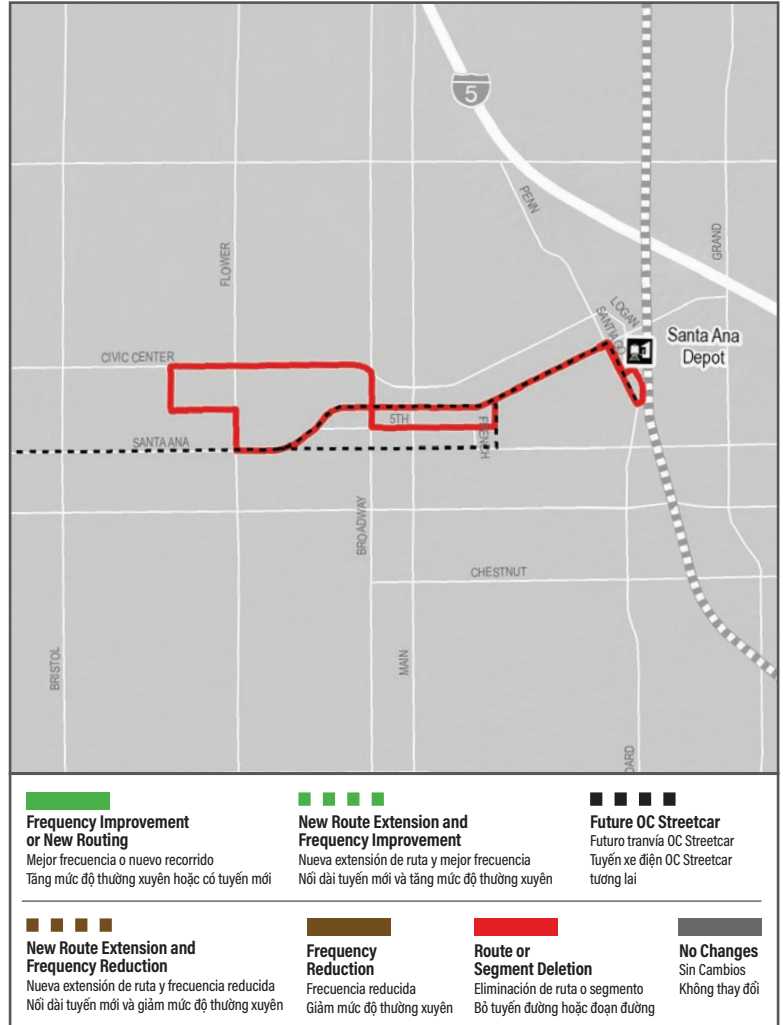 5
PENN
GRAND
FLOWER
LOGAN
SANTIAGO
Santa Ana
Depot
CIVIC CENTER
5TH
FRENCH
SANTA ANA
BROADWAY
CHESTNUT
BRISTOL
MAIN
Frequency Improvement
or New Routing
Mejor frecuencia o nuevo recorrido
Tăng mức độ thường xuyên hoặc có tuyến mới
New Route Extension and
Frequency Improvement
Nueva extensión de ruta y mejor frecuencia
Nối dài tuyến mới và tăng mức độ thường xuyên
Future OC Streetcar
Futuro tranvía OC Streetcar
Tuyến xe điện OC Streetcar
tương lai
New Route Extension and
Frequency Reduction
Nueva extensión de ruta y frecuencia reducida
Nối dài tuyến mới và giảm mức độ thường xuyên
Frequency
Reduction
Frecuencia reducida
Giảm mức độ thường xuyên
Route or
Segment Deletion
Eliminación de ruta o segmento
Bỏ tuyến đường hoặc đoạn đường
No Changes
Sin Cambios
Không thay đổi